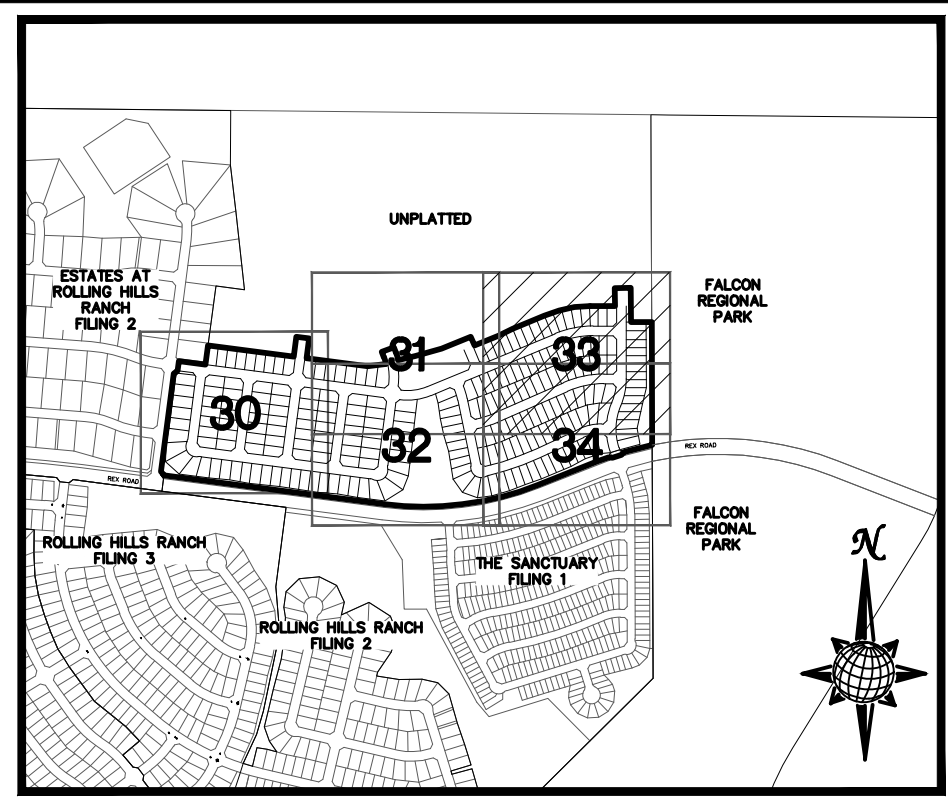 UNPLATTED
ESTATES AT
ROLLING HILLS
RANCH
FILING 2
FALCON
REGIONAL
PARK
31
33
30
32
34
REX ROAD
REX ROAD
FALCON
REGIONAL
PARK
ROLLING HILLS RANCH
FILING 3
THE SANCTUARY
FILING 1
ROLLING HILLS RANCH
FILING 2
N